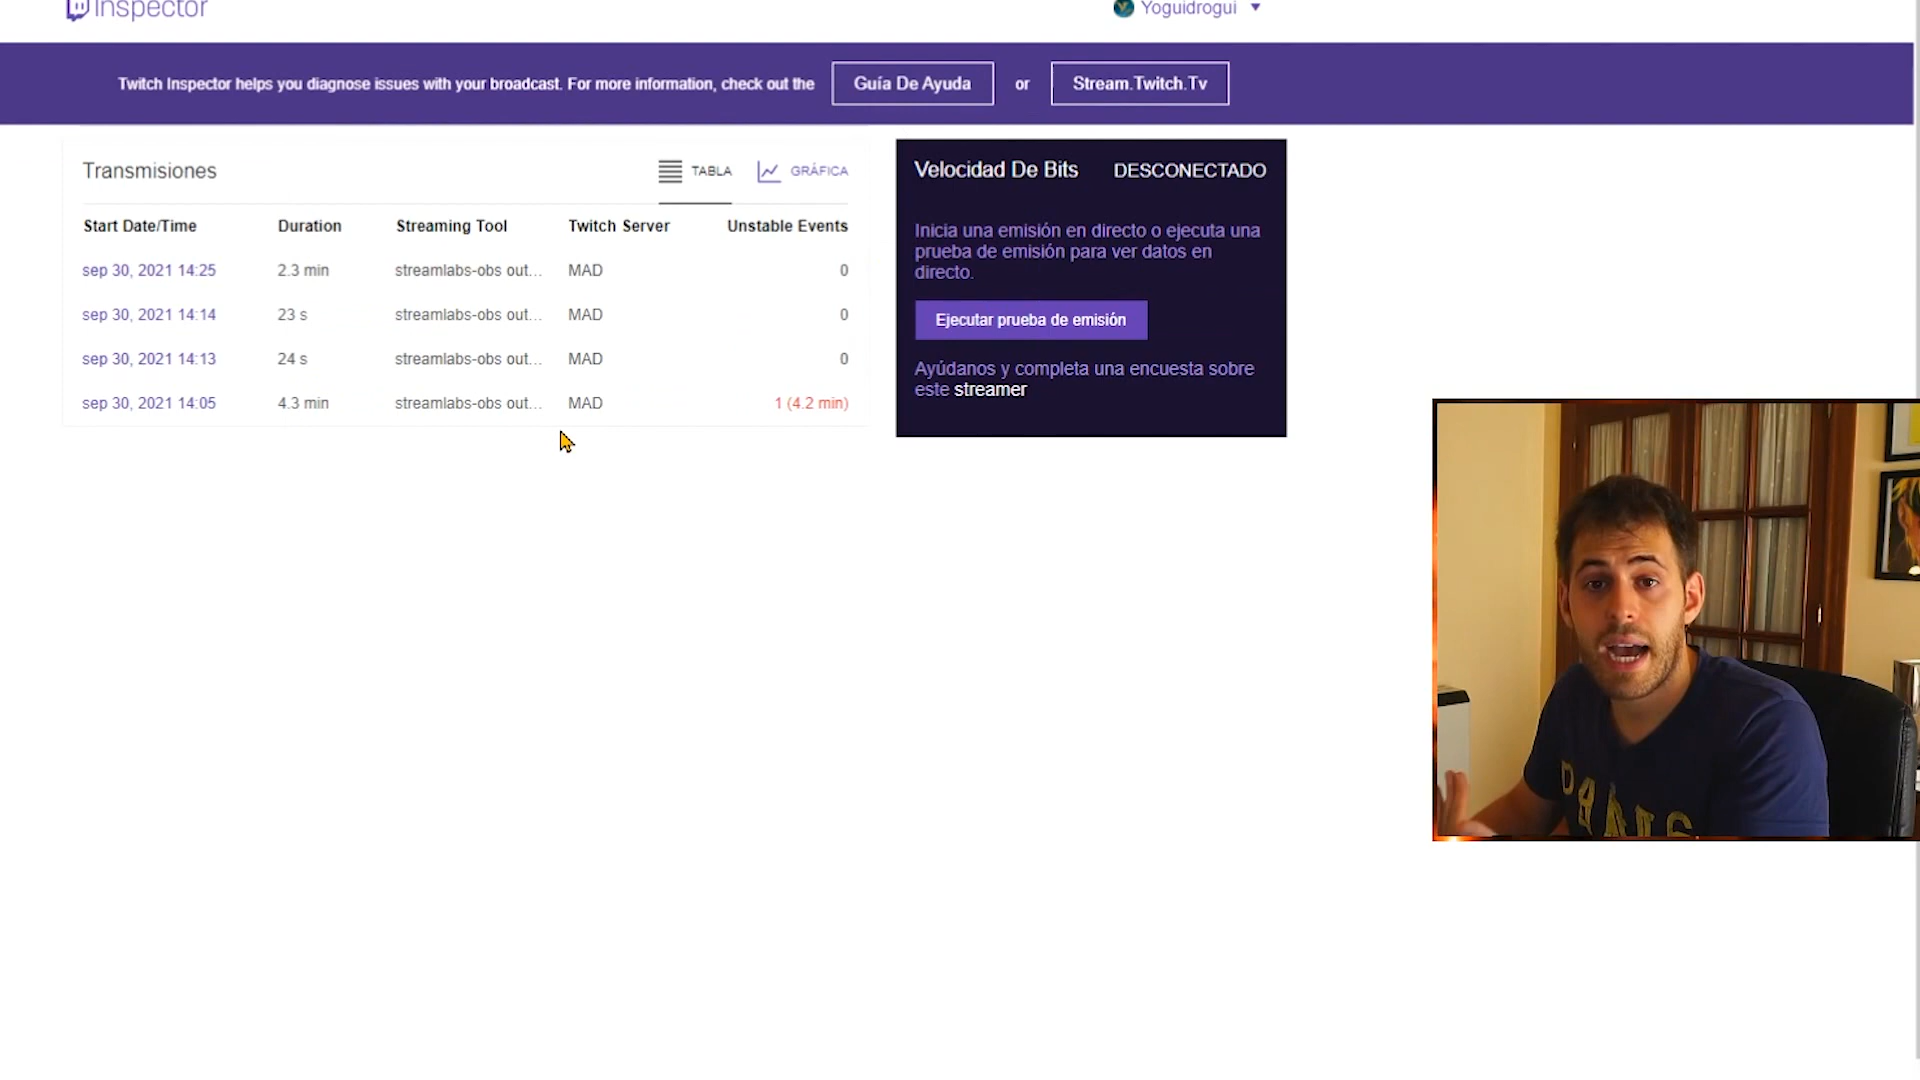 Inspector
Yoguidrogui
Twitch Inspector helps you diagnose issues with your broadcast. For more information, check out the
Guía De Ayuda
or
Stream.Twitch.Tv
Transmisiones
TABLA
GRÁFICA
Start Date/Time Duration Streaming Tool Twitch Server Unstable Events
sep 30, 2021 14:25 2.3 min streamlabs-obs out... MAD 0
sep 30, 2021 14:14 23 s streamlabs-obs out... MAD 0
sep 30, 2021 14:13 24 s streamlabs-obs out... MAD 0
sep 30, 2021 14:05 4.3 min streamlabs-obs out... MAD 1 (4.2 min)
Velocidad De Bits DESCONECTADO
Inicia una emisión en directo o ejecuta una
prueba de emisión para ver datos en
directo.
Ejecutar prueba de emisión
Ayúdanos y completa una encuesta sobre
este streamer